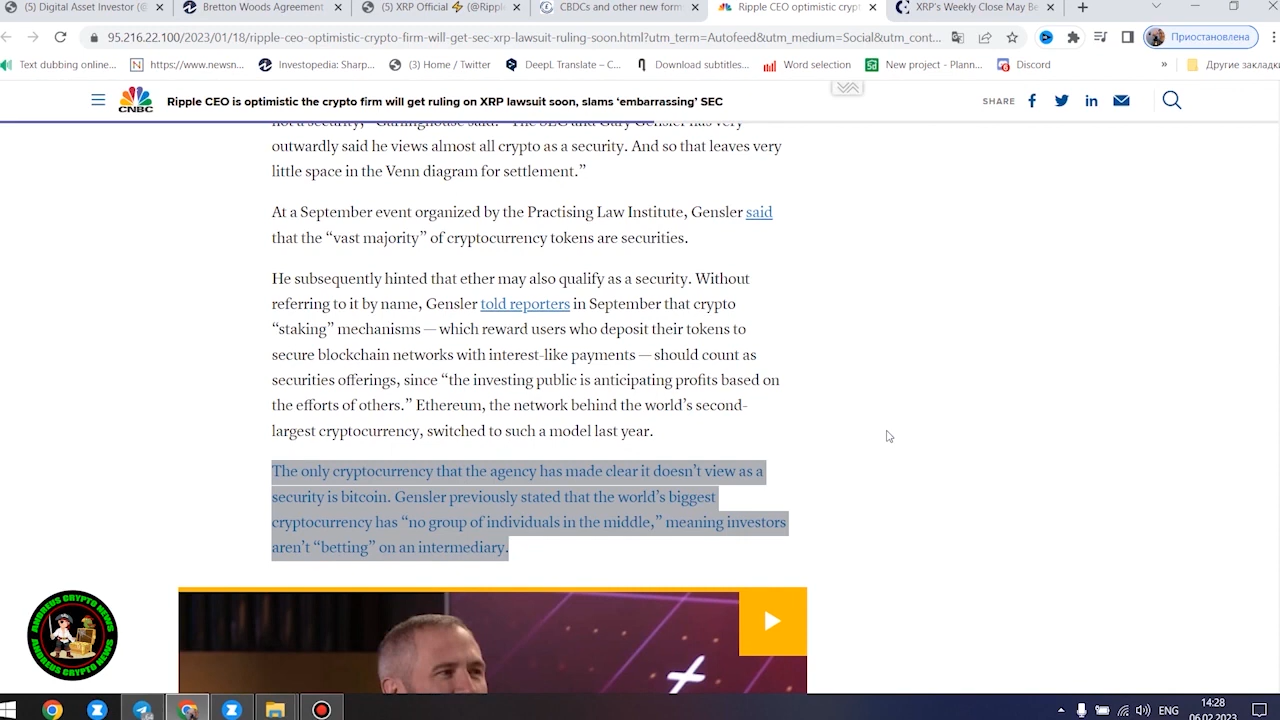 (5) Digital Asset Investor (@
Bretton Woods Agreement
(5) XRP Official ⚡ (@Rippl
CBDCs and other new form
Ripple CEO optimistic crypt
XRP's Weekly Close May Be
95.216.22.100/2023/01/18/ripple-ceo-optimistic-crypto-firm-will-get-sec-xrp-lawsuit-ruling-soon.html?utm_term=Autofeed&utm_medium=Social&utm_cont...
Приостановлена
Text dubbing online...
https://www.newsn...
Investopedia: Sharp...
(3) Home / Twitter
DeepL Translate – C...
Download subtitles...
Word selection
New project - Plann...
Discord
»
Другие закладки
CNBC
Ripple CEO is optimistic the crypto firm will get ruling on XRP lawsuit soon, slams ‘embarrassing’ SEC
SHARE
not a security,” Garlinghouse said. “The SEC and Gary Gensler has very
outwardly said he views almost all crypto as a security. And so that leaves very
little space in the Venn diagram for settlement.”
At a September event organized by the Practising Law Institute, Gensler said
that the “vast majority” of cryptocurrency tokens are securities.
He subsequently hinted that ether may also qualify as a security. Without
referring to it by name, Gensler told reporters in September that crypto
“staking” mechanisms — which reward users who deposit their tokens to
secure blockchain networks with interest-like payments — should count as
securities offerings, since “the investing public is anticipating profits based on
the efforts of others.” Ethereum, the network behind the world’s second-
largest cryptocurrency, switched to such a model last year.
The only cryptocurrency that the agency has made clear it doesn’t view as a
security is bitcoin. Gensler previously stated that the world’s biggest
cryptocurrency has “no group of individuals in the middle,” meaning investors
aren’t “betting” on an intermediary.
ANDREUS CRYPTO NEWS
ANDREUS CRYPTO NEWS
ENG
14:28
06.02.2023